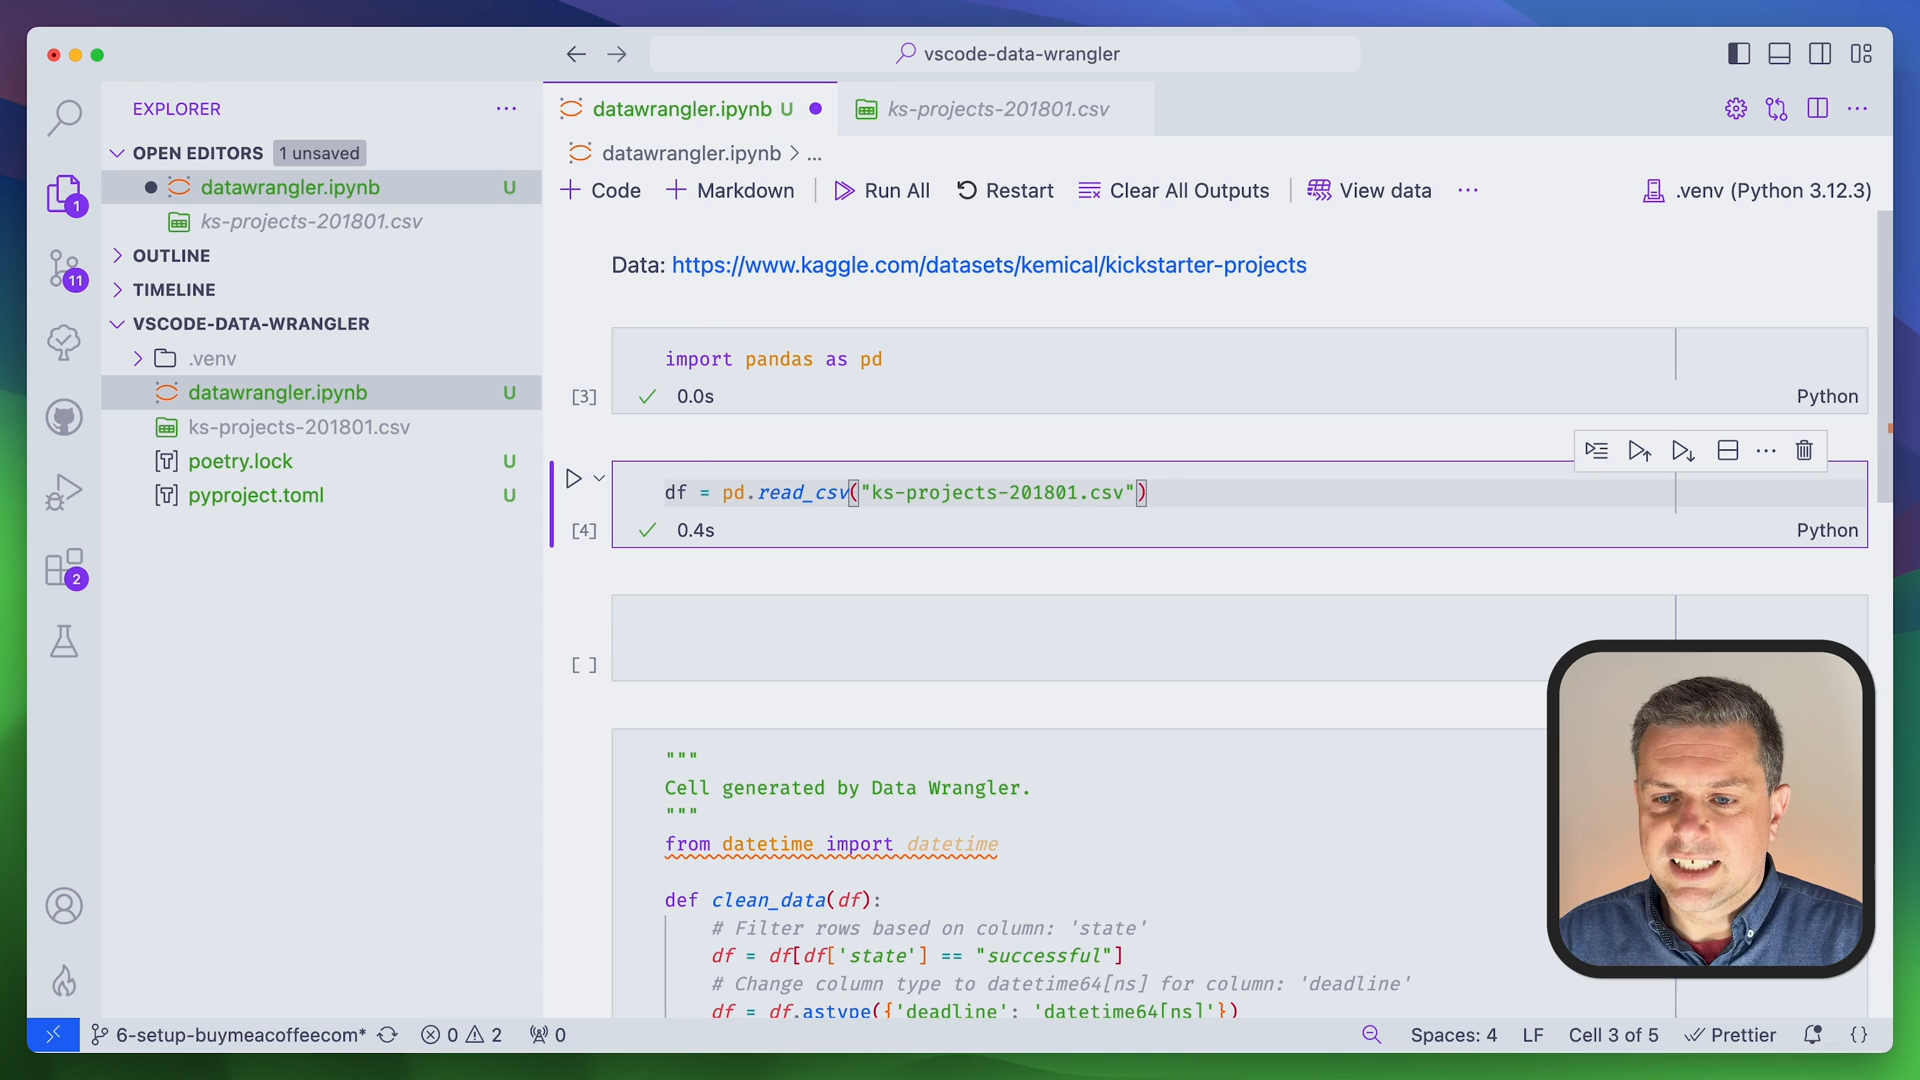 vscode-data-wrangler
EXPLORER
datawrangler.ipynb U
ks-projects-201801.csv
OPEN EDITORS 1 unsaved
datawrangler.ipynb U
ks-projects-201801.csv
OUTLINE
TIMELINE
VSCODE-DATA-WRANGLER
.venv
datawrangler.ipynb U
ks-projects-201801.csv
poetry.lock U
pyproject.toml U
1
11
2
datawrangler.ipynb > ...
Code Markdown Run All Restart Clear All Outputs View data ... .venv (Python 3.12.3)
Data: https://www.kaggle.com/datasets/kemical/kickstarter-projects
import pandas as pd
[3] 0.0s Python
df = pd.read_csv("ks-projects-201801.csv")
[4] 0.4s Python
[ ]
"""
Cell generated by Data Wrangler.
"""
from datetime import datetime
def clean_data(df):
# Filter rows based on column: 'state'
df = df[df['state'] == "successful"]
# Change column type to datetime64[ns] for column: 'deadline'
df = df.astype({'deadline': 'datetime64[ns]'})
6-setup-buymeacoffeecom* 0 2 0 Spaces: 4 LF Cell 3 of 5 Prettier {}